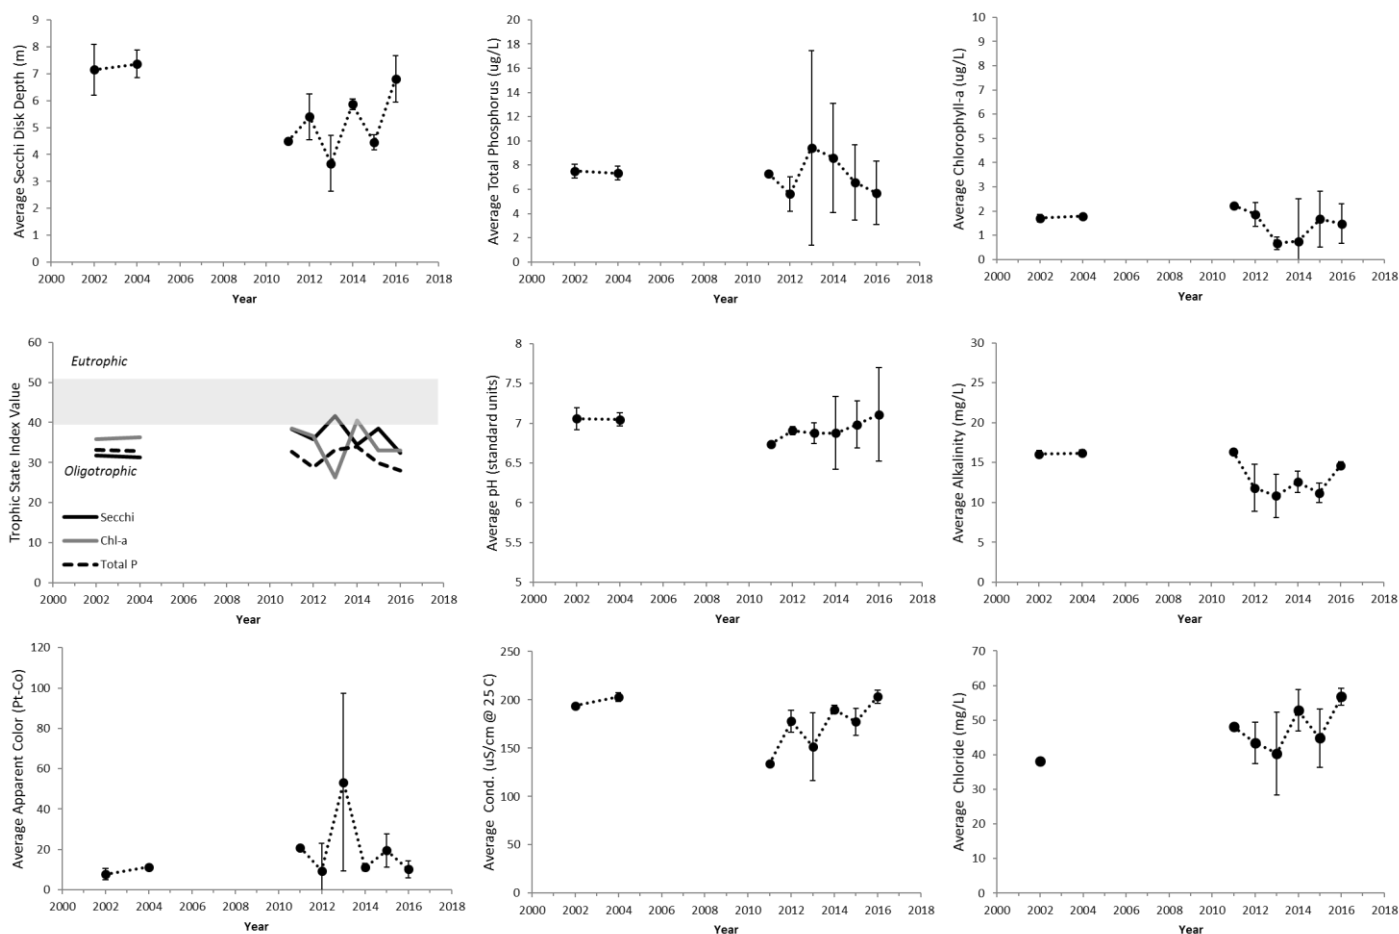 Average Secchi Disk Depth (m)
9
8
7
6
5
4
3
2
1
0
2000 2002 2004 2006 2008 2010 2012 2014 2016 2018
Year
Average Total Phosphorus (ug/L)
20
18
16
14
12
10
8
6
4
2
0
2000 2002 2004 2006 2008 2010 2012 2014 2016 2018
Year
Average Chlorophyll-a (ug/L)
10
9
8
7
6
5
4
3
2
1
0
2000 2002 2004 2006 2008 2010 2012 2014 2016 2018
Year
Trophic State Index Value
60
50
40
30
20
10
0
Eutrophic
Oligotrophic
Secchi
Chl-a
Total P
2000 2002 2004 2006 2008 2010 2012 2014 2016 2018
Year
Average pH (standard units)
8
7.5
7
6.5
6
5.5
5
2000 2002 2004 2006 2008 2010 2012 2014 2016 2018
Year
Average Alkalinity (mg/L)
30
25
20
15
10
5
0
2000 2002 2004 2006 2008 2010 2012 2014 2016 2018
Year
Average Apparent Color (Pt-Co)
120
100
80
60
40
20
0
2000 2002 2004 2006 2008 2010 2012 2014 2016 2018
Year
Average Cond. (uS/cm @ 25 C)
250
200
150
100
50
0
2000 2002 2004 2006 2008 2010 2012 2014 2016 2018
Year
Average Chloride (mg/L)
70
60
50
40
30
20
10
0
2000 2002 2004 2006 2008 2010 2012 2014 2016 2018
Year